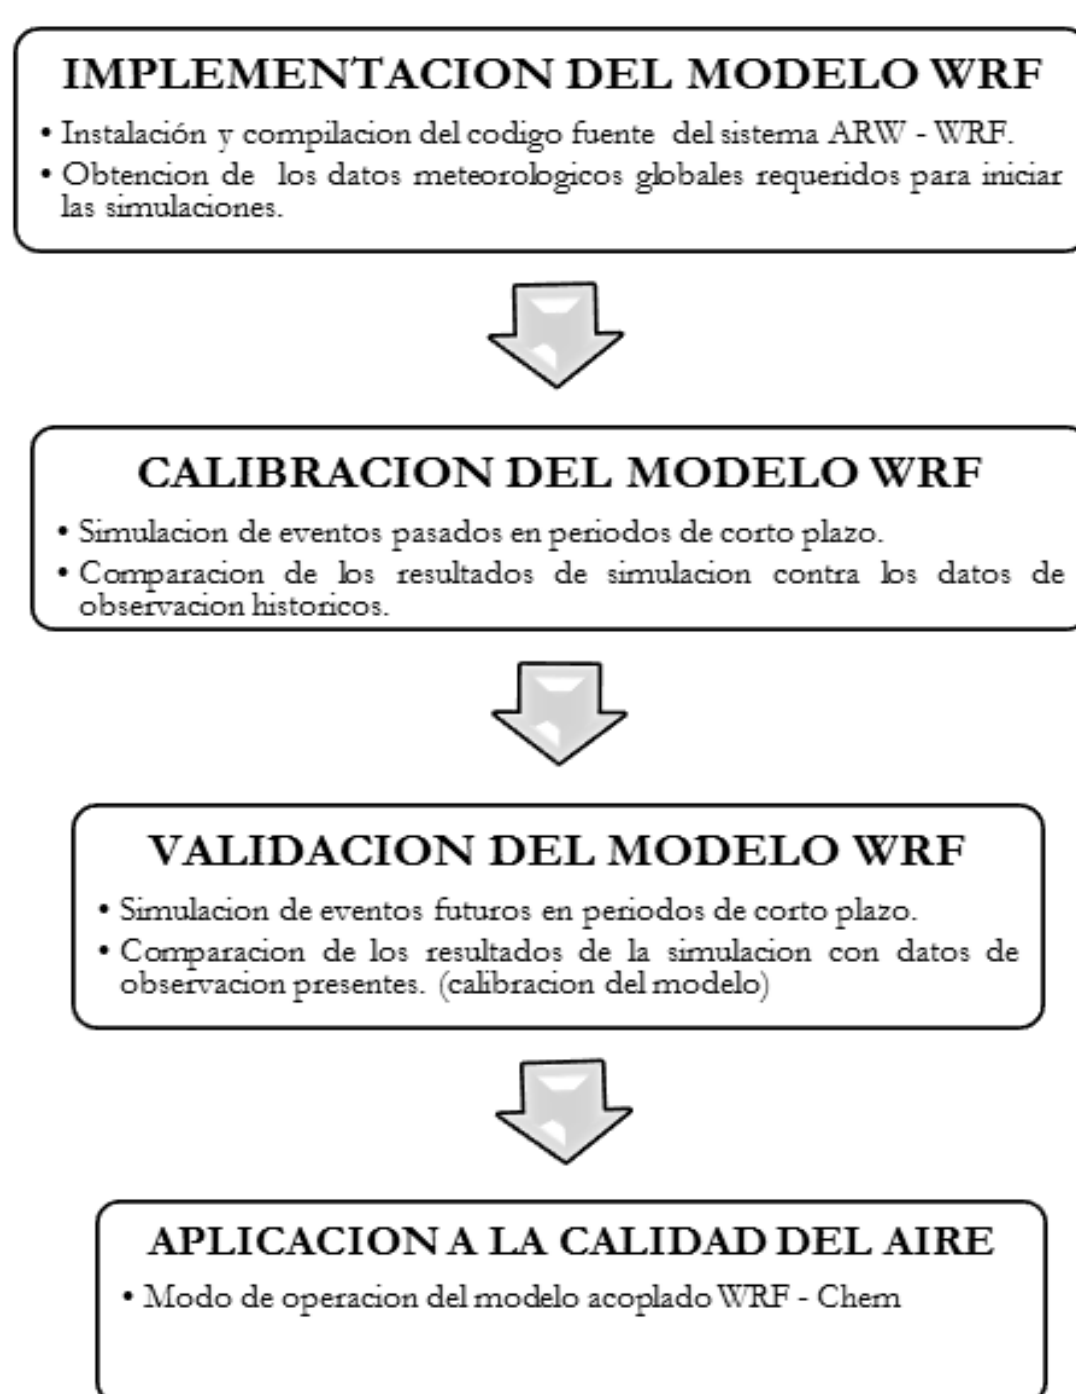 IMPLEMENTACION DEL MODELO WRF
• Instalación y compilacion del codigo fuente del sistema ARW - WRF.
• Obtencion de los datos meteorologicos globales requeridos para iniciar
las simulaciones.
CALIBRACION DEL MODELO WRF
• Simulacion de eventos pasados en periodos de corto plazo.
• Comparacion de los resultados de simulacion contra los datos de
observacion historicos.
VALIDACION DEL MODELO WRF
• Simulacion de eventos futuros en periodos de corto plazo.
• Comparacion de los resultados de la simulacion con datos de
observacion presentes. (calibracion del modelo)
APLICACION A LA CALIDAD DEL AIRE
• Modo de operacion del modelo acoplado WRF - Chem